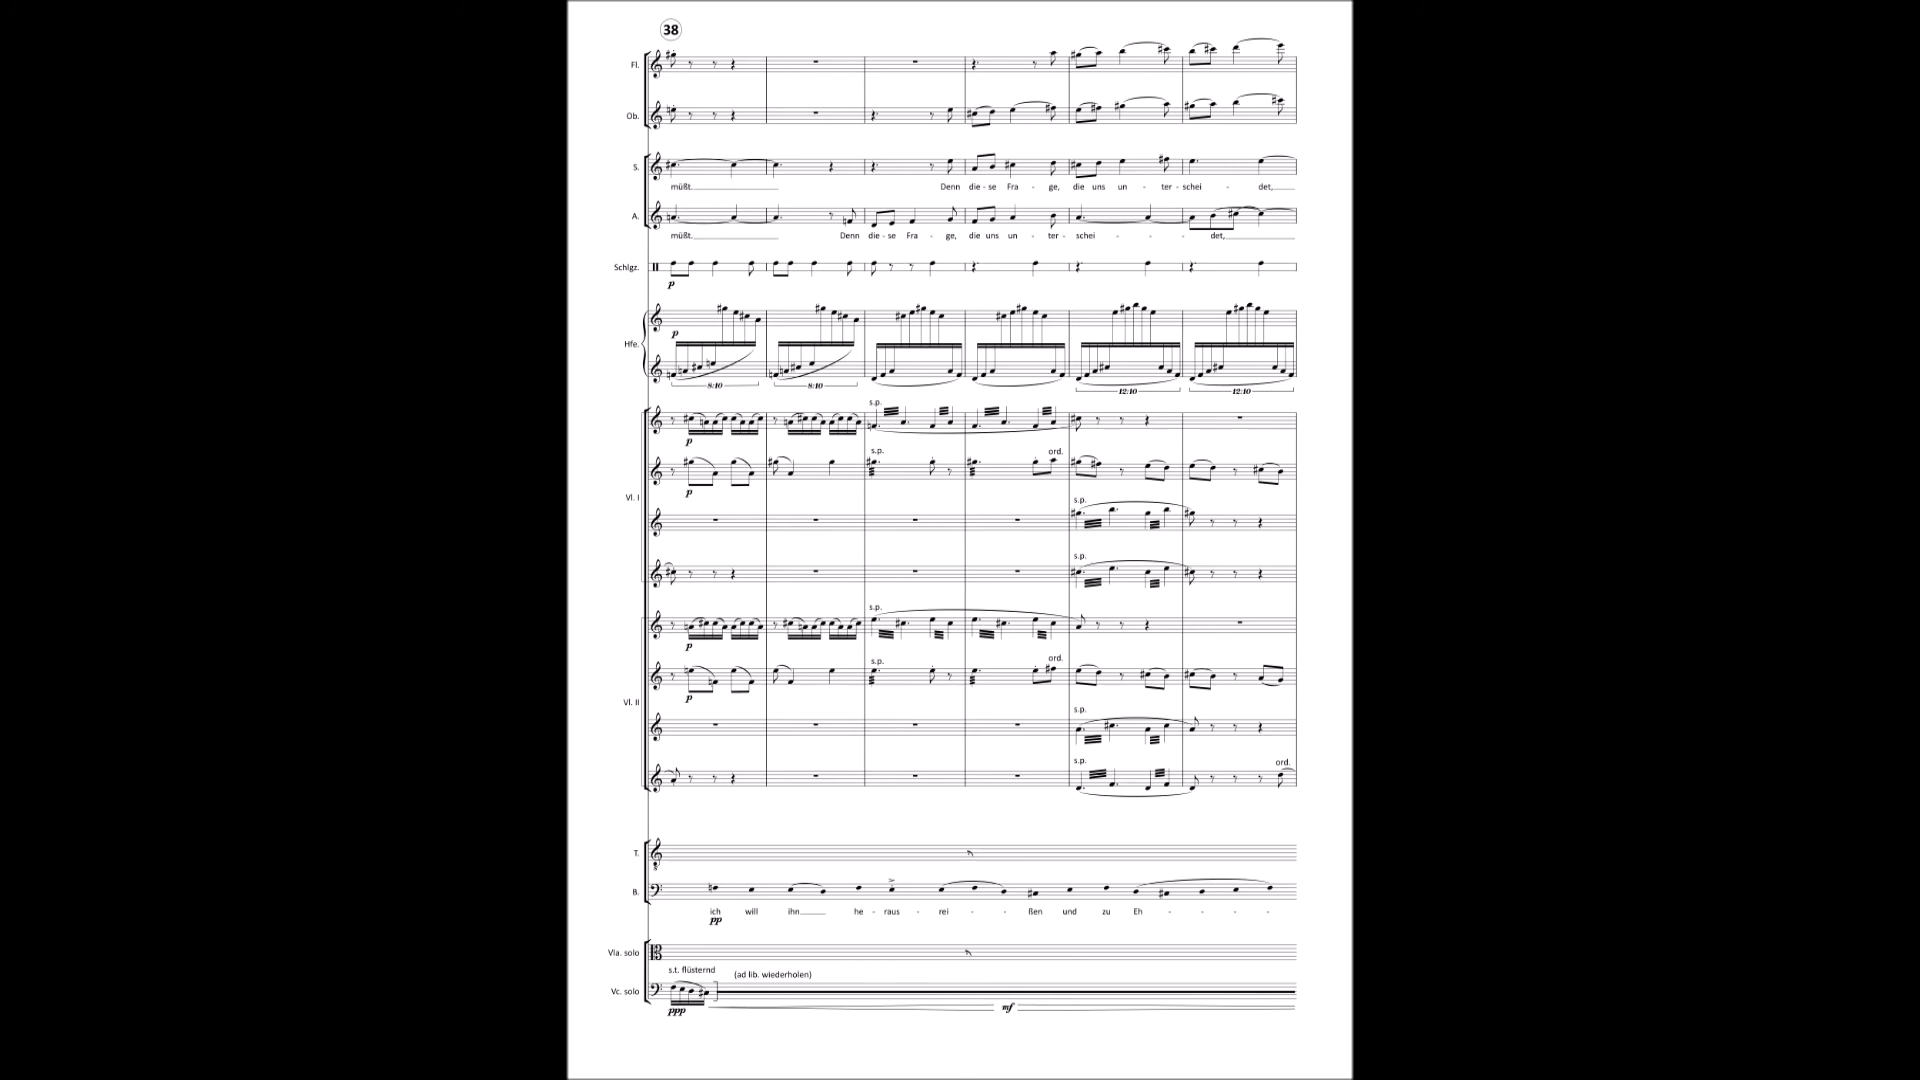 38
Fl.
Ob.
S.
müßt.
Denn die - se Fra - ge, die uns un - ter - schei - det,
A.
müßt.
Denn die - se Fra - ge, die uns un - ter - schei - det,
Schlgz.
p
p
Hfe.
8:10 8:10 12:10 12:10
s.p.
p
s.p. ord.
p
Vl. I
s.p.
s.p.
s.p.
p
s.p. ord.
p
Vl. II
s.p.
s.p. ord.
T.
B.
ich will ihn he - raus - rei - ßen und zu Eh -
pp
Vla. solo
s.t. flüsternd (ad lib. wiederholen)
Vc. solo
ppp mf